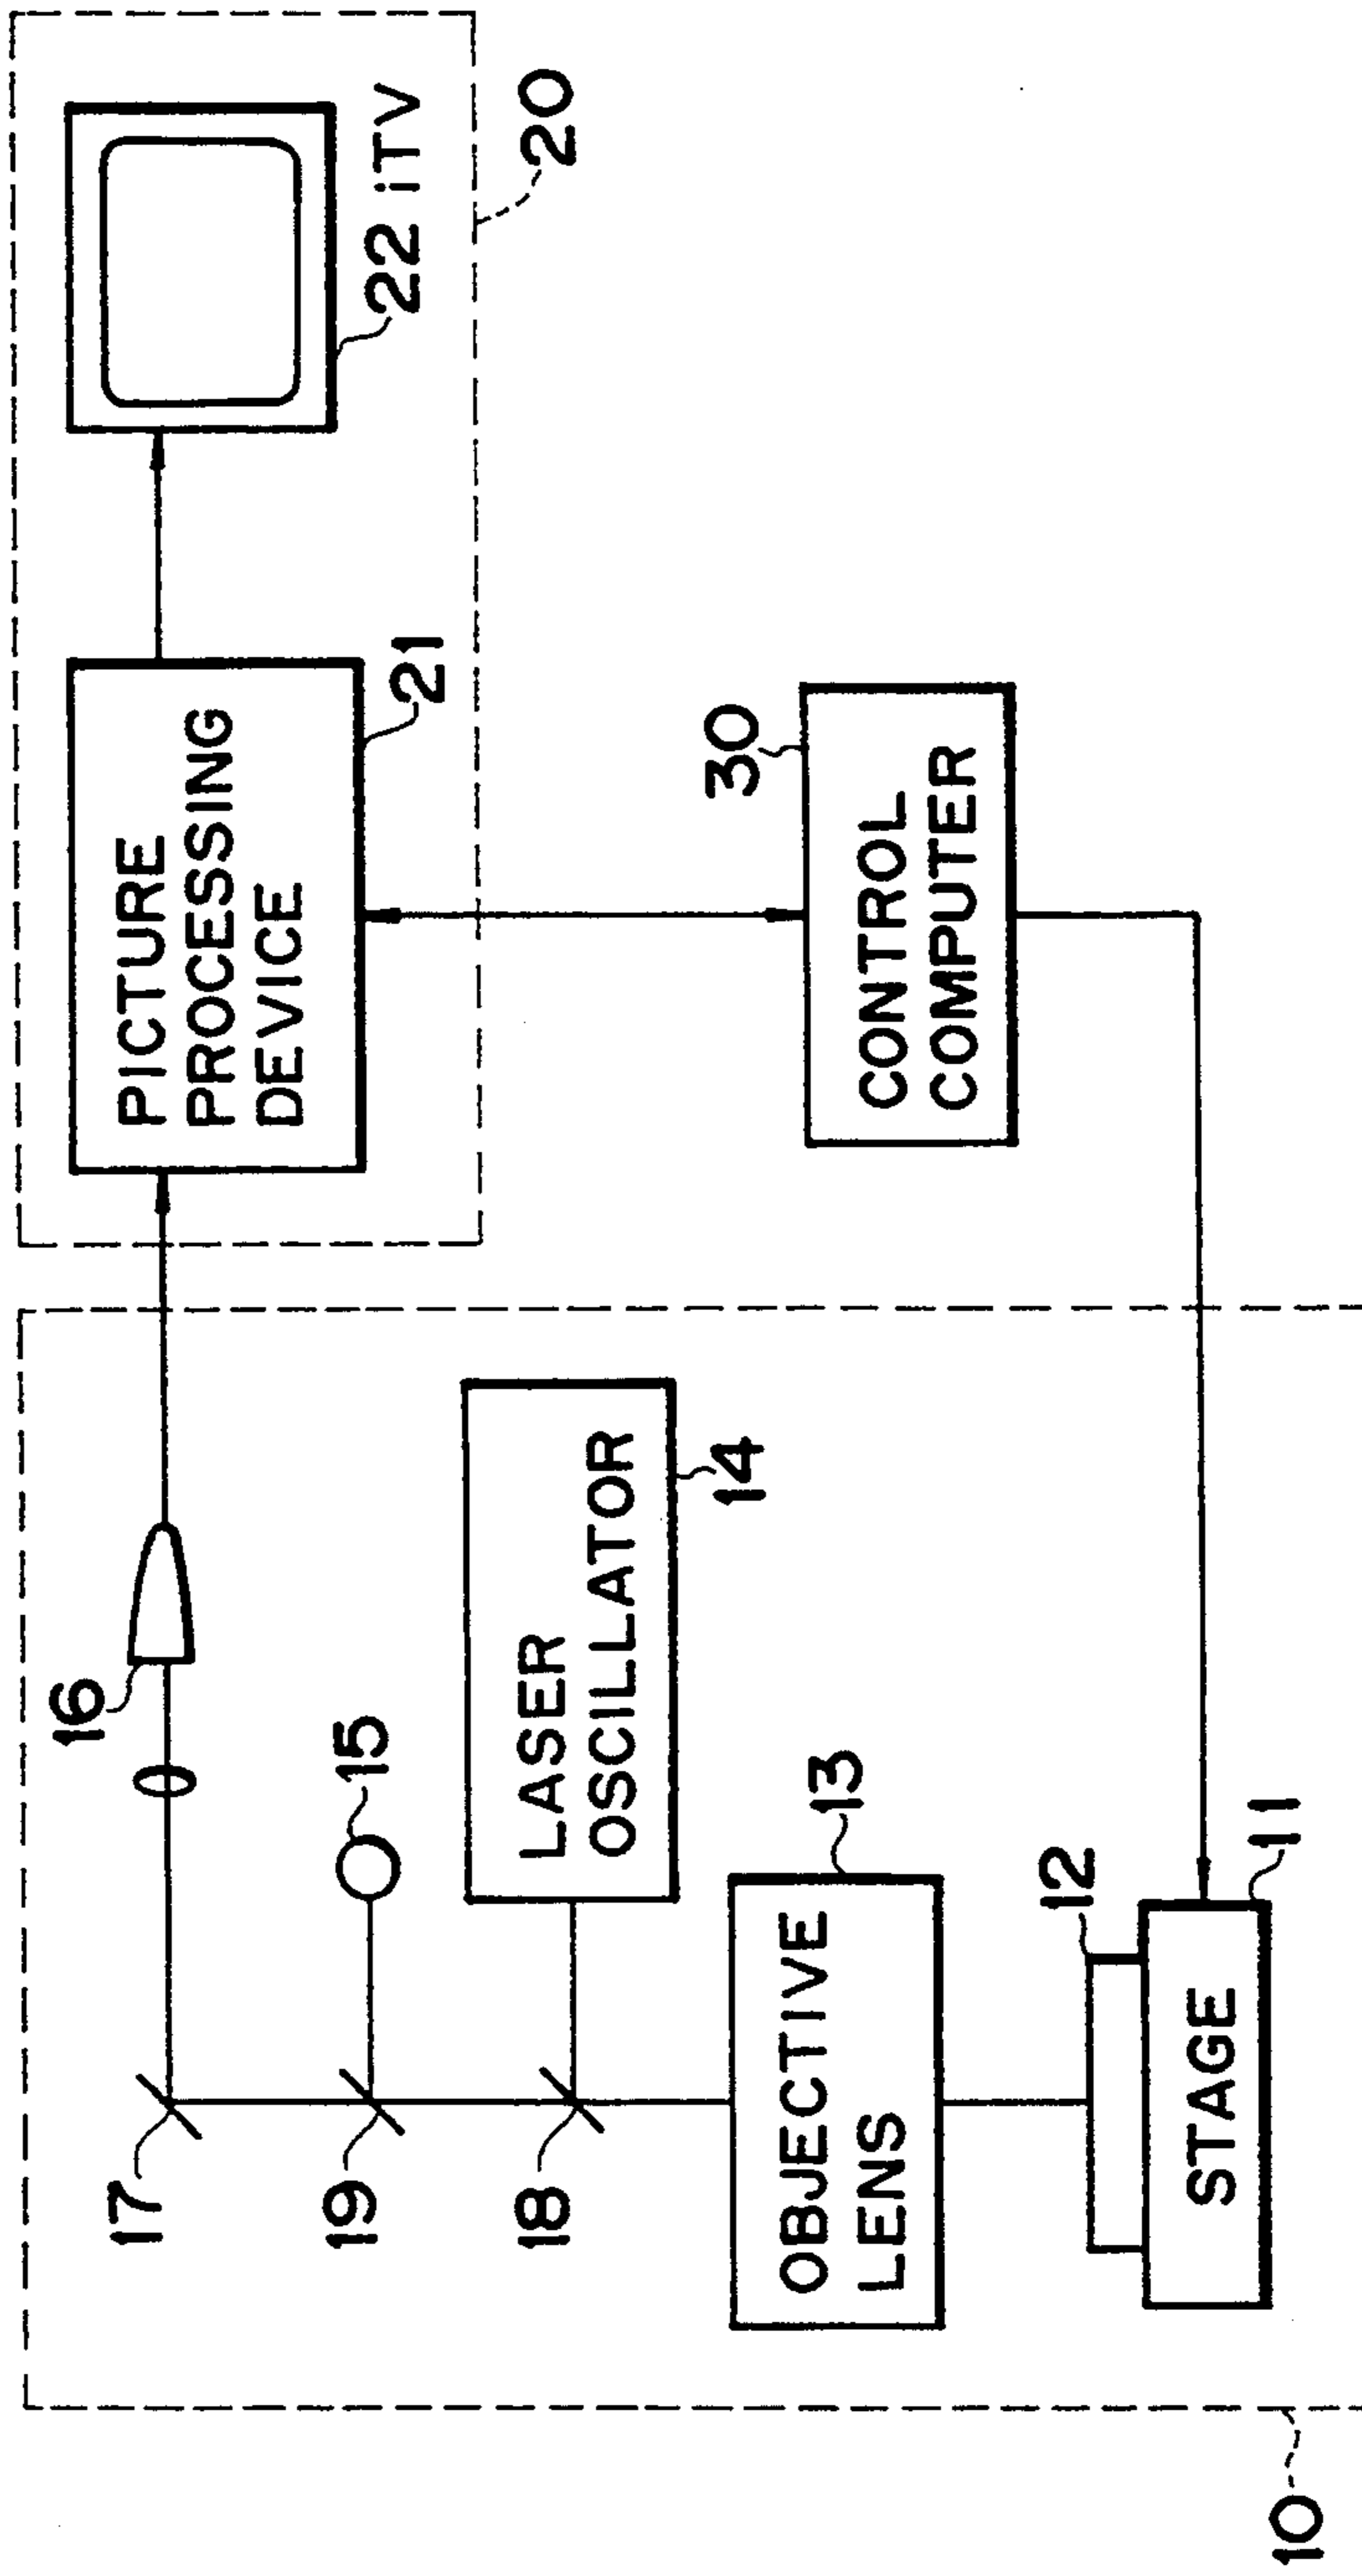 22 iTV
20
PICTURE
PROCESSING
DEVICE
21
30
CONTROL
COMPUTER
16
15
LASER
OSCILLATOR
14
17
19
18
OBJECTIVE
LENS
13
12
STAGE
11
10